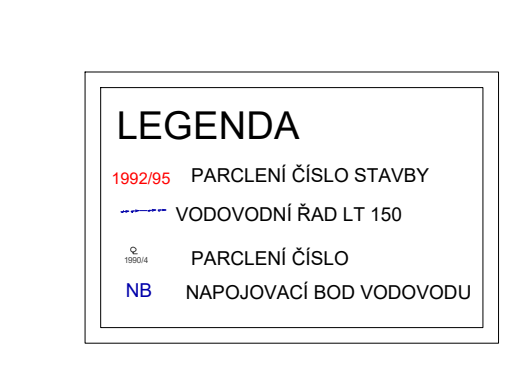 LEGENDA
1992/95 PARCLENÍ ČÍSLO STAVBY
VODOVODNÍ ŘAD LT 150
1990/4 PARCLENÍ ČÍSLO
NB NAPOJOVACÍ BOD VODOVODU